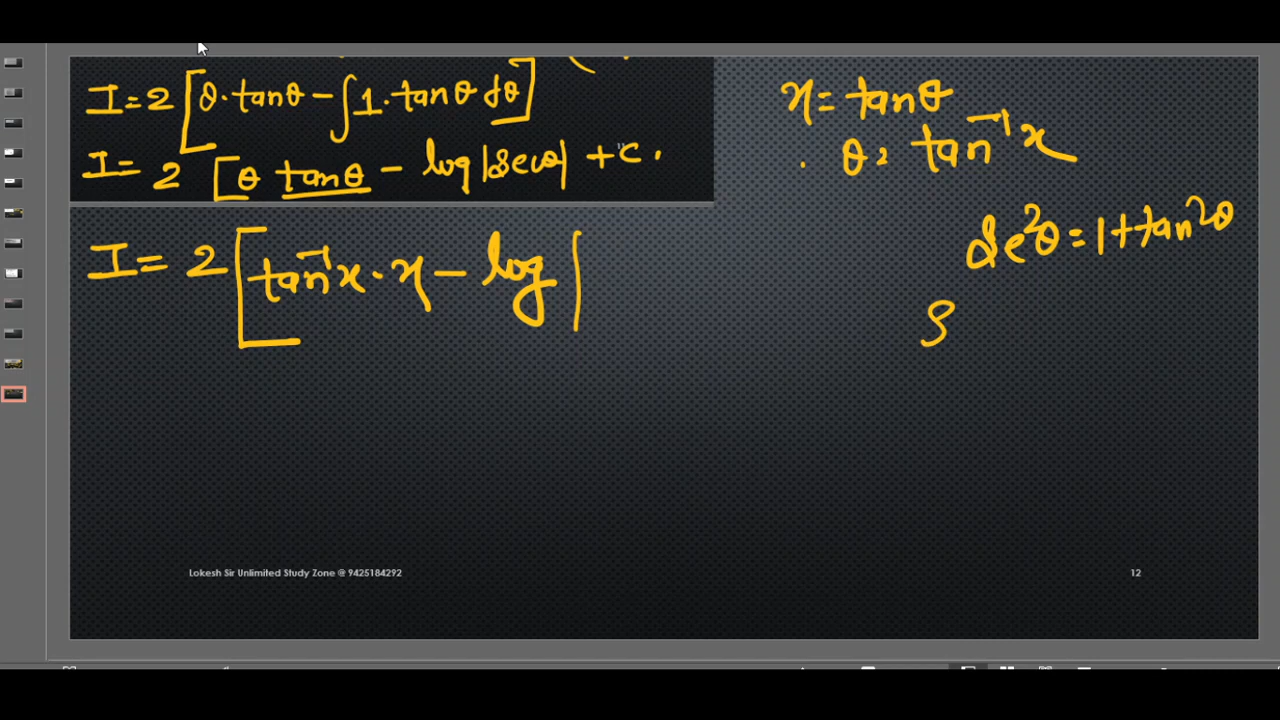 I = 2 [θ·tanθ − ∫1·tanθ dθ]
I = 2 [θ tanθ − log|secθ| + c.
x = tanθ
θ = tan⁻¹x
sec²θ = 1 + tan²θ
I = 2 [tan⁻¹x · x − log |
Lokesh Sir Unlimited Study Zone @ 9425184292
12